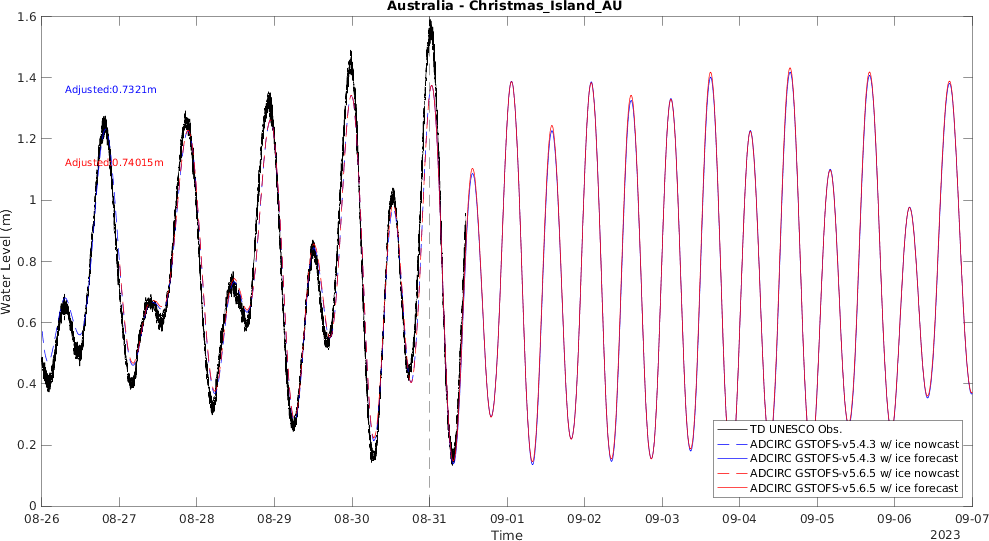 Australia - Christmas_Island_AU
1.6
1.4
1.2
1
0.8
0.6
0.4
0.2
0
Water Level (m)
Adjusted:0.7321m
Adjusted:0.74015m
TD UNESCO Obs.
ADCIRC GSTOFS-v5.4.3 w/ ice nowcast
ADCIRC GSTOFS-v5.4.3 w/ ice forecast
ADCIRC GSTOFS-v5.6.5 w/ ice nowcast
ADCIRC GSTOFS-v5.6.5 w/ ice forecast
08-26 08-27 08-28 08-29 08-30 08-31 09-01 09-02 09-03 09-04 09-05 09-06 09-07
Time
2023